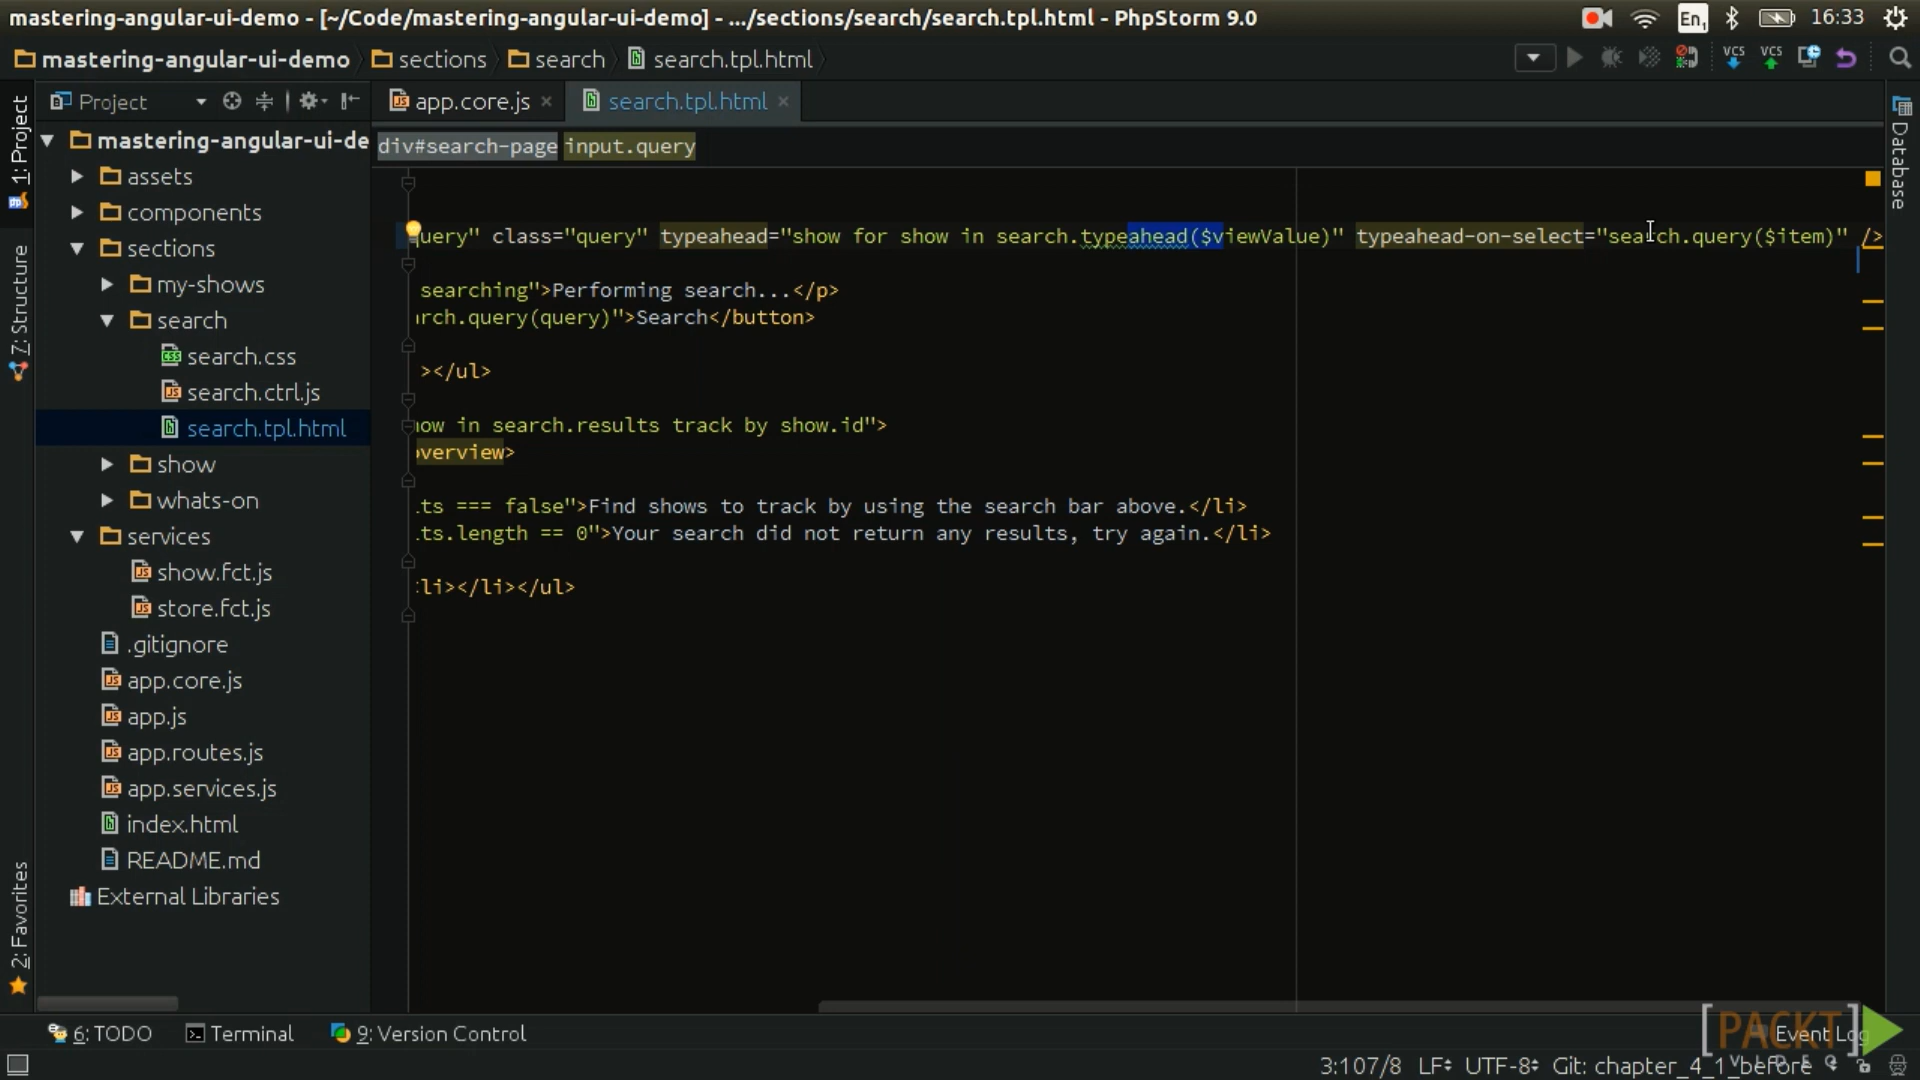 mastering-angular-ui-demo - [~/Code/mastering-angular-ui-demo] - .../sections/search/search.tpl.html - PhpStorm 9.0
En1
16:33
mastering-angular-ui-demo
sections
search
search.tpl.html
VCS
VCS
1: Project
7: Structure
2: Favorites
Database
Project
app.core.js
search.tpl.html
div#search-page
input.query
mastering-angular-ui-de
assets
components
sections
my-shows
search
search.css
search.ctrl.js
search.tpl.html
show
whats-on
services
show.fct.js
store.fct.js
.gitignore
app.core.js
app.js
app.routes.js
app.services.js
index.html
README.md
External Libraries
query" class="query" typeahead="show for show in search.typeahead($viewValue)" typeahead-on-select="search.query($item)" />
searching">Performing search...</p>
rch.query(query)">Search</button>
></ul>
ow in search.results track by show.id">
overview>
ts === false">Find shows to track by using the search bar above.</li>
ts.length == 0">Your search did not return any results, try again.</li>
li></li></ul>
6: TODO
Terminal
9: Version Control
Event Log
[PACKT]
VIDEO
3:107/8
LF
UTF-8
Git: chapter_4_1_before